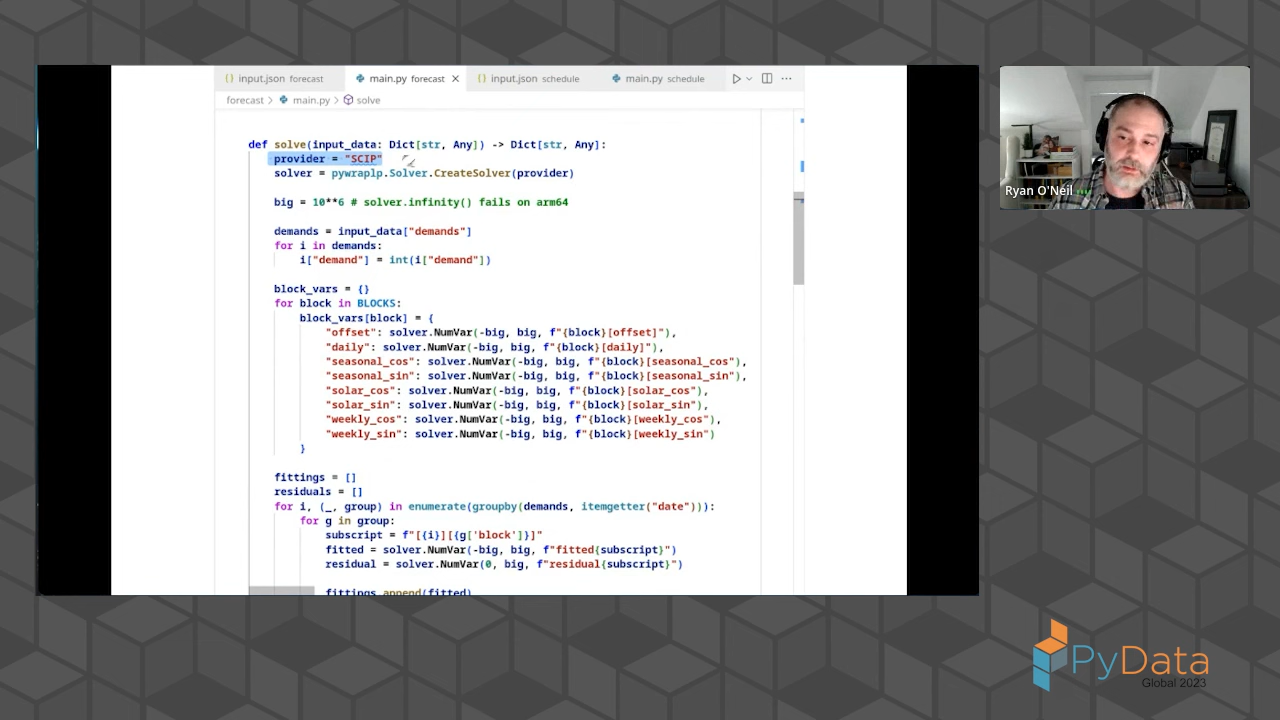 input.json forecast
main.py forecast
input.json schedule
main.py schedule
forecast > main.py > solve
def solve(input_data: Dict[str, Any]) -> Dict[str, Any]:
provider = "SCIP"
solver = pywraplp.Solver.CreateSolver(provider)
big = 10**6 # solver.infinity() fails on arm64
demands = input_data["demands"]
for i in demands:
i["demand"] = int(i["demand"])
block_vars = {}
for block in BLOCKS:
block_vars[block] = {
"offset": solver.NumVar(-big, big, f"{block}[offset]"),
"daily": solver.NumVar(-big, big, f"{block}[daily]"),
"seasonal_cos": solver.NumVar(-big, big, f"{block}[seasonal_cos"),
"seasonal_sin": solver.NumVar(-big, big, f"{block}[seasonal_sin"),
"solar_cos": solver.NumVar(-big, big, f"{block}[solar_cos"),
"solar_sin": solver.NumVar(-big, big, f"{block}[solar_sin"),
"weekly_cos": solver.NumVar(-big, big, f"{block}[weekly_cos"),
"weekly_sin": solver.NumVar(-big, big, f"{block}[weekly_sin")
}
fittings = []
residuals = []
for i, (_, group) in enumerate(groupby(demands, itemgetter("date"))):
for g in group:
subscript = f"[{i}][{g['block']}]"
fitted = solver.NumVar(-big, big, f"fitted{subscript}")
residual = solver.NumVar(0, big, f"residual{subscript}")
fittings.append(fitted)
Ryan O'Neil
PyData
Global 2023